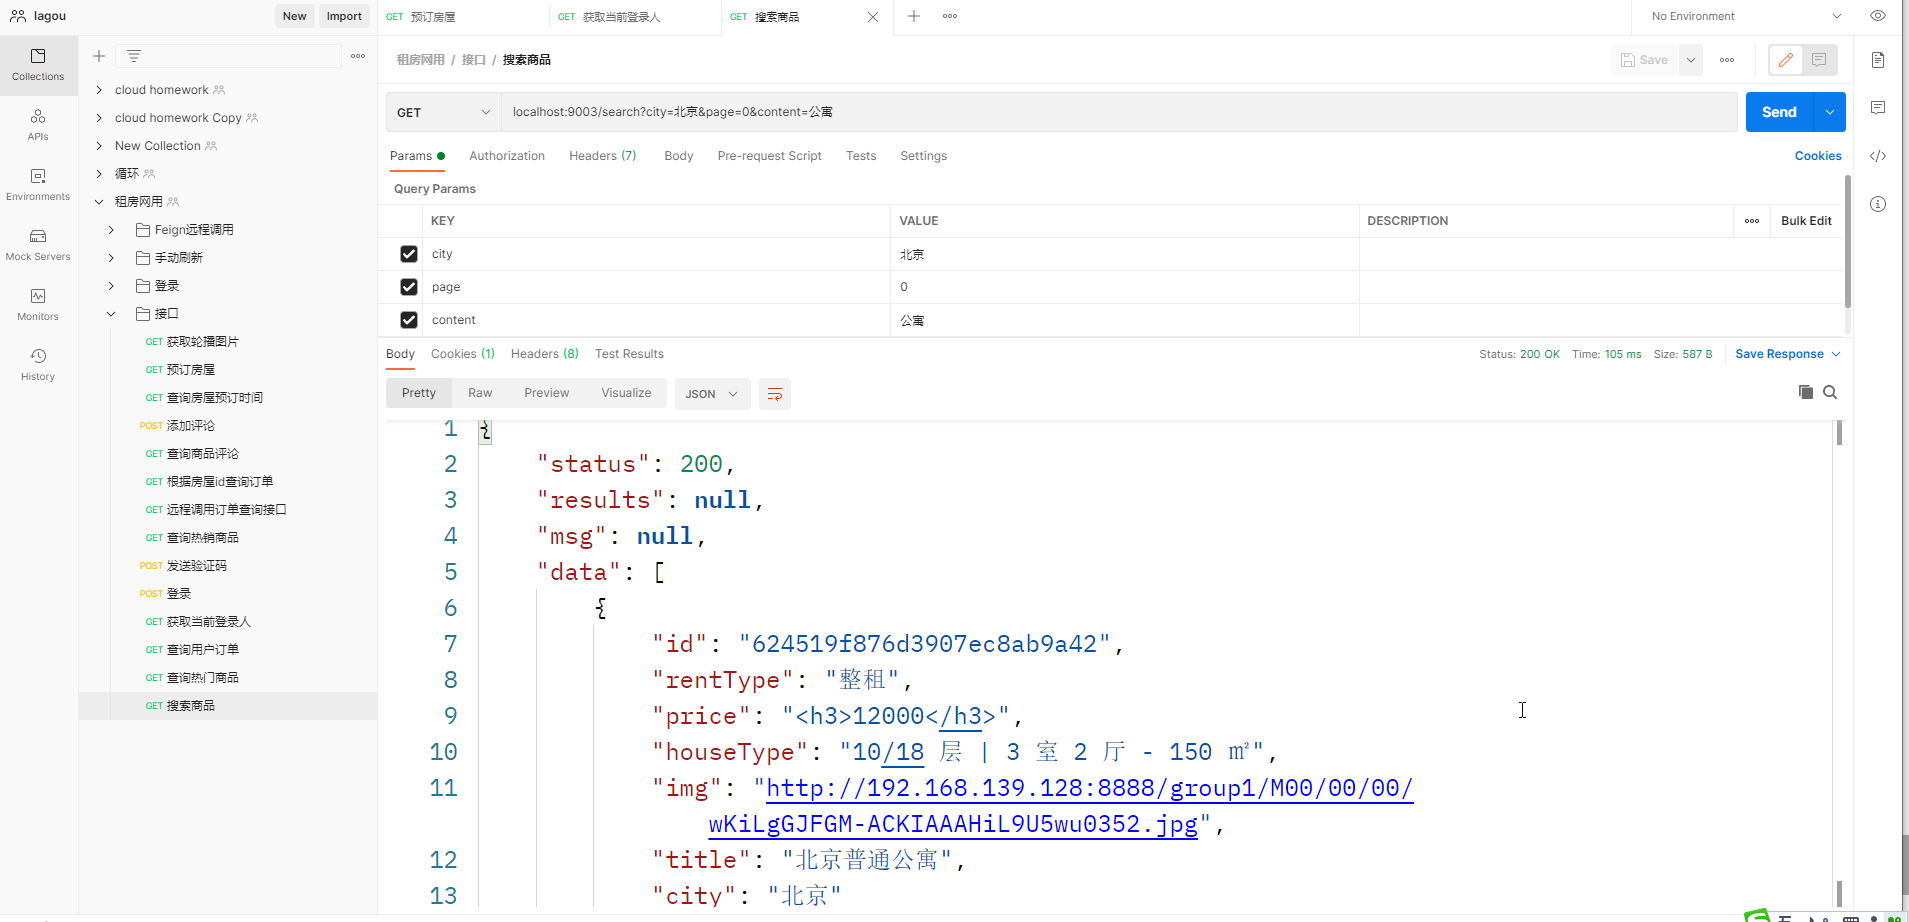 lagou
New
Import
GET 预订房屋
GET 获取当前登录人
GET 搜索商品
No Environment
Collections
APIs
Environments
Mock Servers
Monitors
History
cloud homework
cloud homework Copy
New Collection
循环
租房网用
Feign远程调用
手动刷新
登录
接口
GET 获取轮播图片
GET 预订房屋
GET 查询房屋预订时间
POST 添加评论
GET 查询商品评论
GET 根据房屋id查询订单
GET 远程调用订单查询接口
GET 查询热销商品
POST 发送验证码
POST 登录
GET 获取当前登录人
GET 查询用户订单
GET 查询热门商品
GET 搜索商品
租房网用 / 接口 / 搜索商品
Save
GET
localhost:9003/search?city=北京&page=0&content=公寓
Send
Params
Authorization
Headers (7)
Body
Pre-request Script
Tests
Settings
Cookies
Query Params
KEY VALUE DESCRIPTION Bulk Edit
city 北京
page 0
content 公寓
Body
Cookies (1)
Headers (8)
Test Results
Status: 200 OK Time: 105 ms Size: 587 B
Save Response
Pretty
Raw
Preview
Visualize
JSON
1 {
2 "status": 200,
3 "results": null,
4 "msg": null,
5 "data": [
6 {
7 "id": "624519f876d3907ec8ab9a42",
8 "rentType": "整租",
9 "price": "<h3>12000</h3>",
10 "houseType": "10/18 层 | 3 室 2 厅 - 150 ㎡",
11 "img": "http://192.168.139.128:8888/group1/M00/00/00/
wKiLgGJFGM-ACKIAAAHiL9U5wu0352.jpg",
12 "title": "北京普通公寓",
13 "city": "北京"